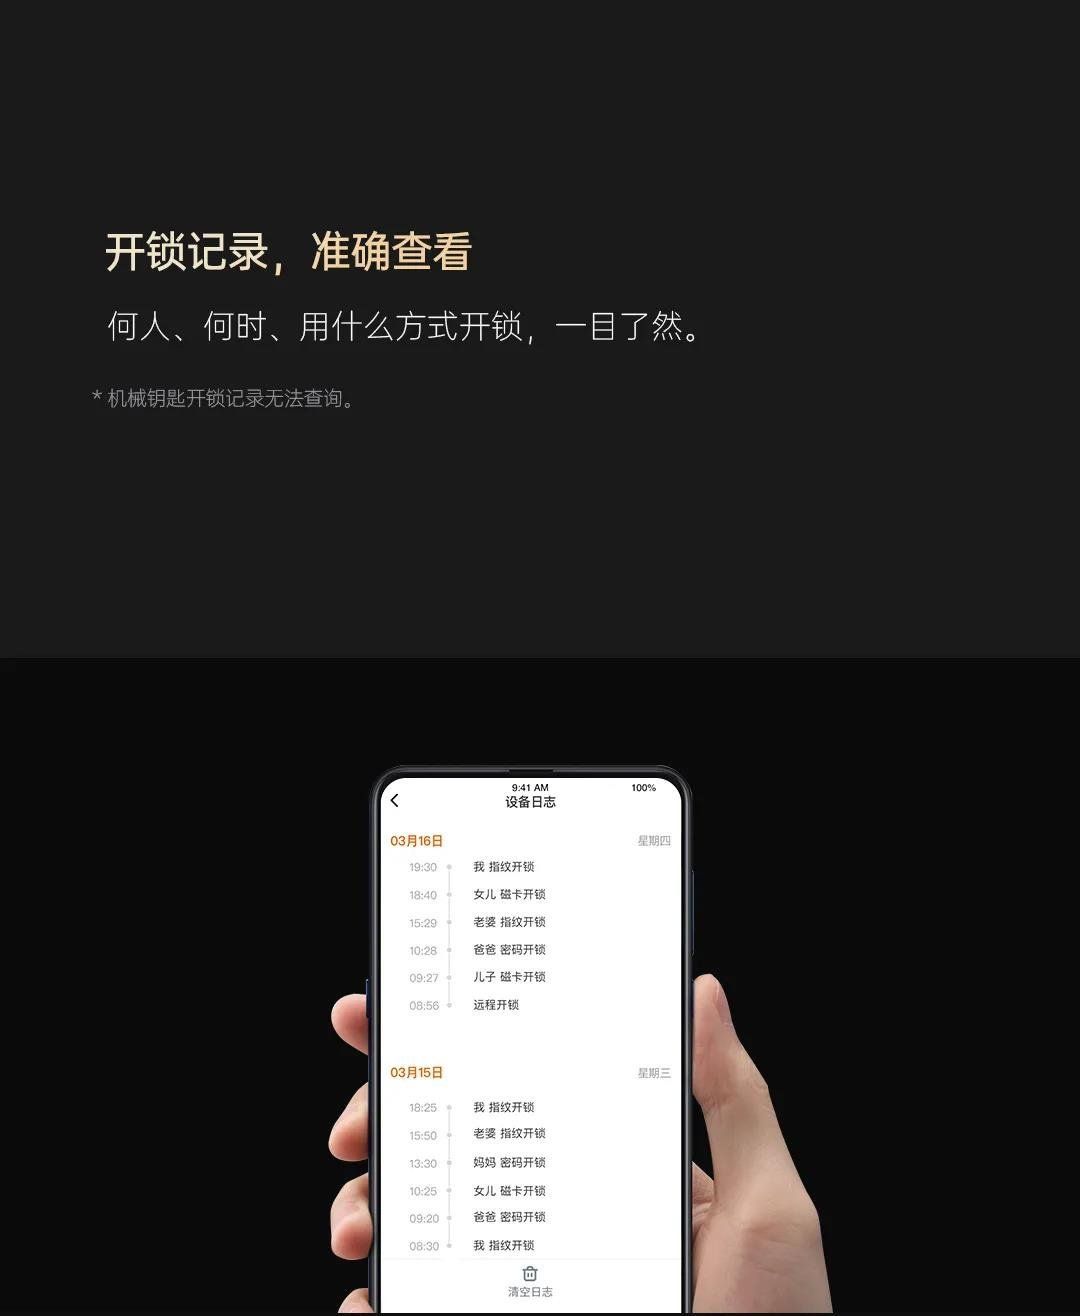 开锁记录，准确查看
何人、何时、用什么方式开锁，一目了然。
* 机械钥匙开锁记录无法查询。
9:41 AM 100%
设备日志
03月16日 星期四
19:30 我 指纹开锁
18:40 女儿 磁卡开锁
15:29 老婆 指纹开锁
10:28 爸爸 密码开锁
09:27 儿子 磁卡开锁
08:56 远程开锁
03月15日 星期三
18:25 我 指纹开锁
15:50 老婆 指纹开锁
13:30 妈妈 密码开锁
10:25 女儿 磁卡开锁
09:20 爸爸 密码开锁
08:30 我 指纹开锁
清空日志